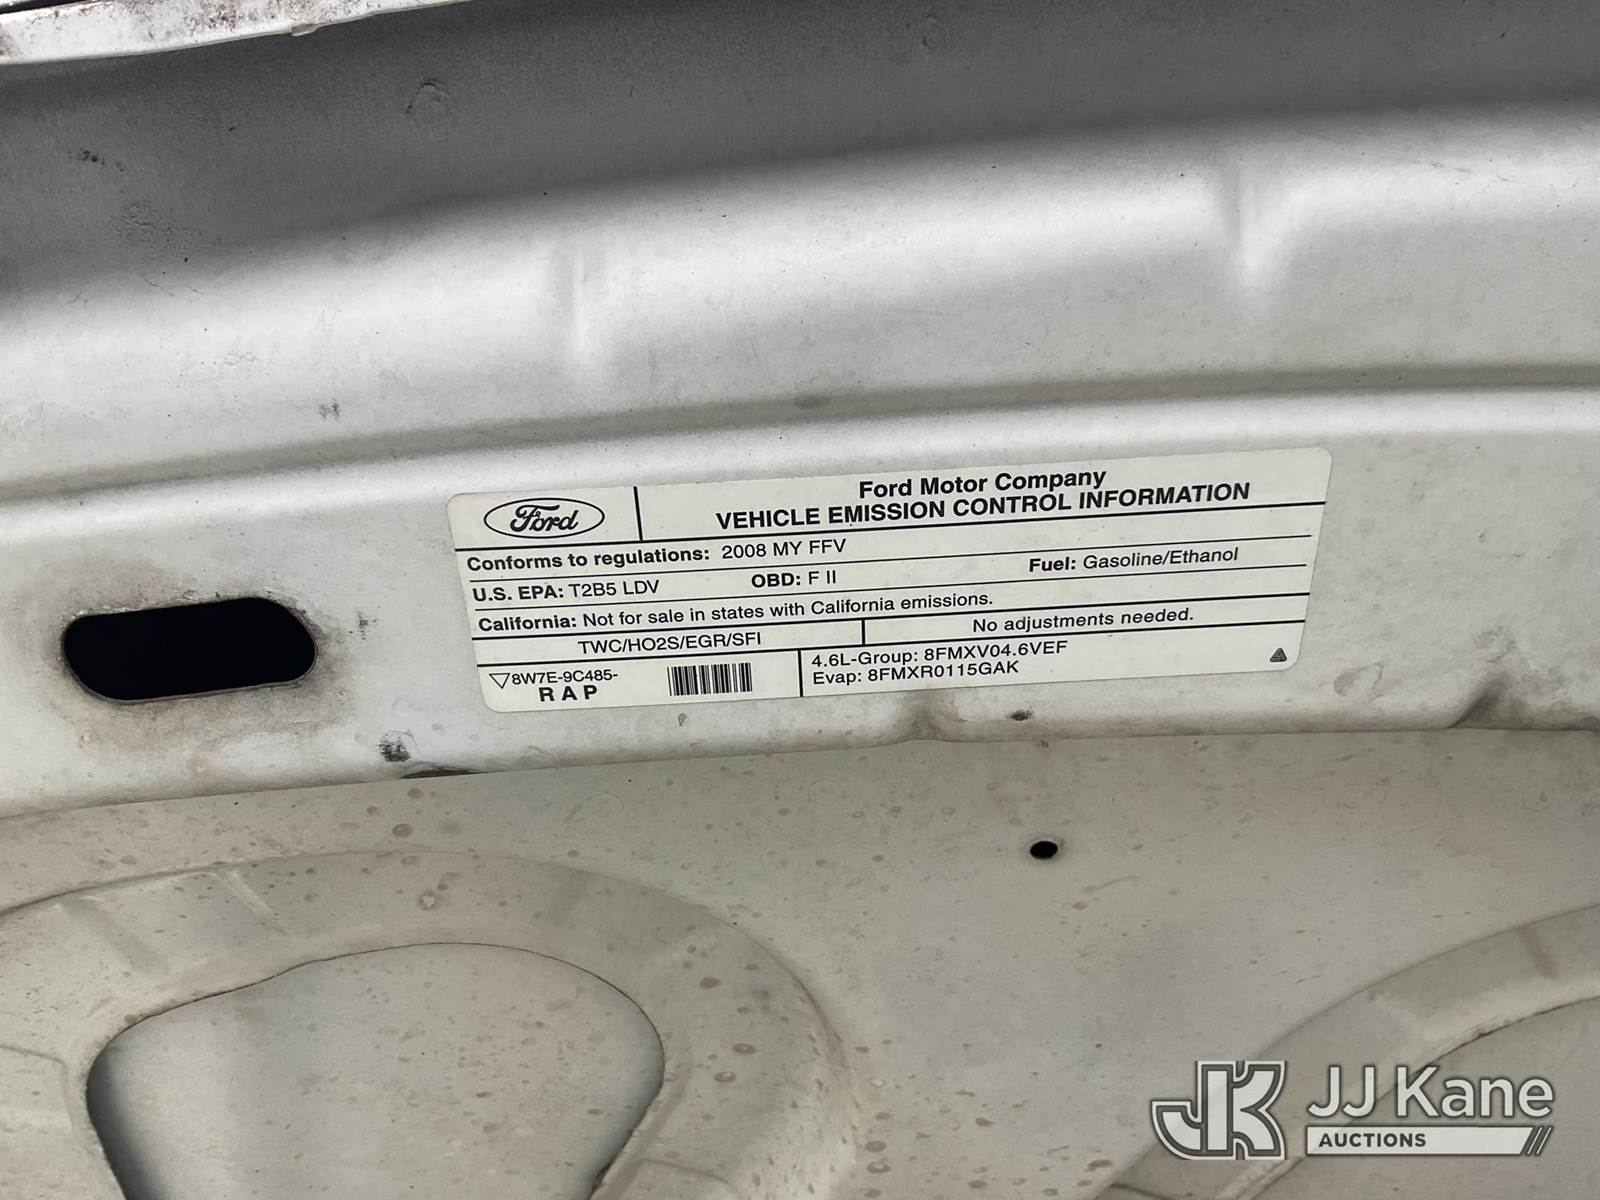 Ford
Ford Motor Company
VEHICLE EMISSION CONTROL INFORMATION
Conforms to regulations: 2008 MY FFV
U.S. EPA: T2B5 LDV OBD: F II Fuel: Gasoline/Ethanol
California: Not for sale in states with California emissions.
TWC/HO2S/EGR/SFI No adjustments needed.
8W7E-9C485-
R A P
4.6L-Group: 8FMXV04.6VEF
Evap: 8FMXR0115GAK
JK JJ Kane
AUCTIONS